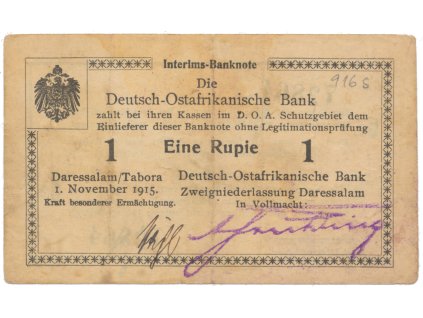 Interims-Banknote
916 S
Die
Deutsch-Ostafrikanische Bank
zahlt bei ihren Kassen im D. O. A. Schutzgebiet dem
Einlieferer dieser Banknote ohne Legitimationsprüfung
1 Eine Rupie 1
Daressalam/Tabora
1. November 1915.
Kraft besonderer Ermächtigung.
Deutsch-Ostafrikanische Bank
Zweigniederlassung Daressalam
In Vollmacht: